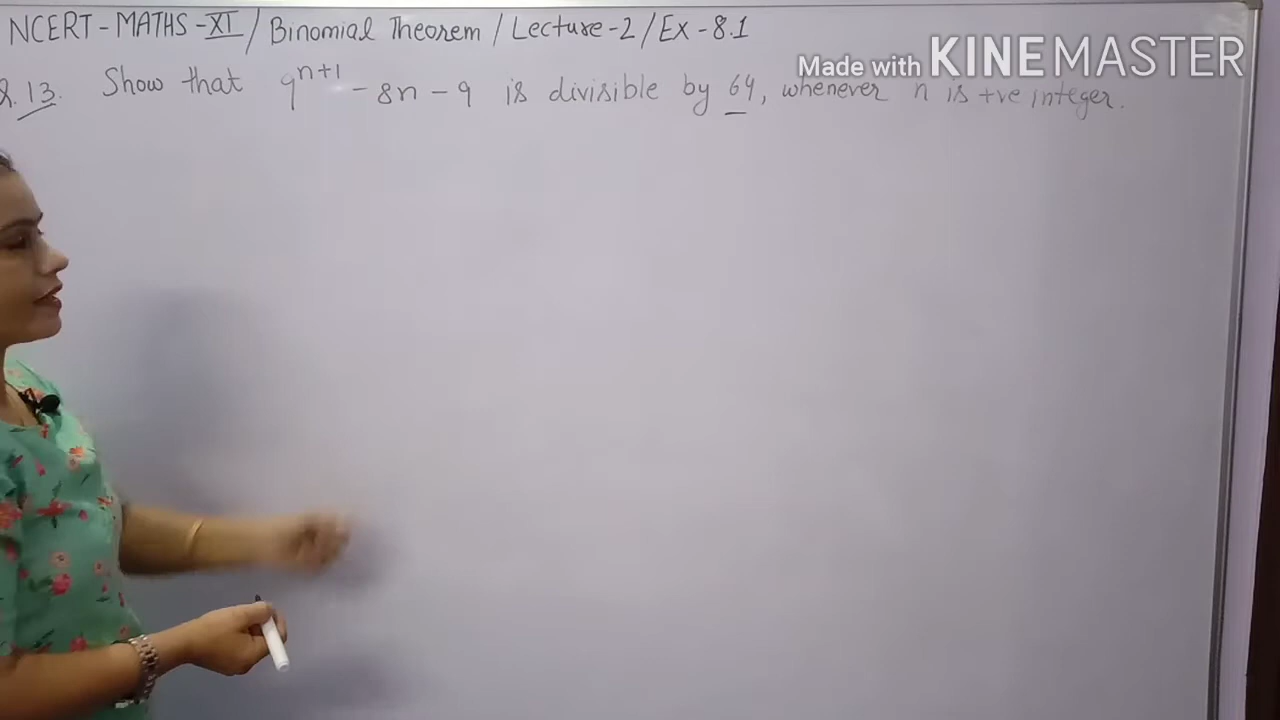 NCERT - MATHS - XI / Binomial Theorem / Lecture - 2 / Ex - 8.1
Made with KINEMASTER
Q.13. Show that 9^{n+1} - 8n - 9 is divisible by 64, whenever n is +ve integer.